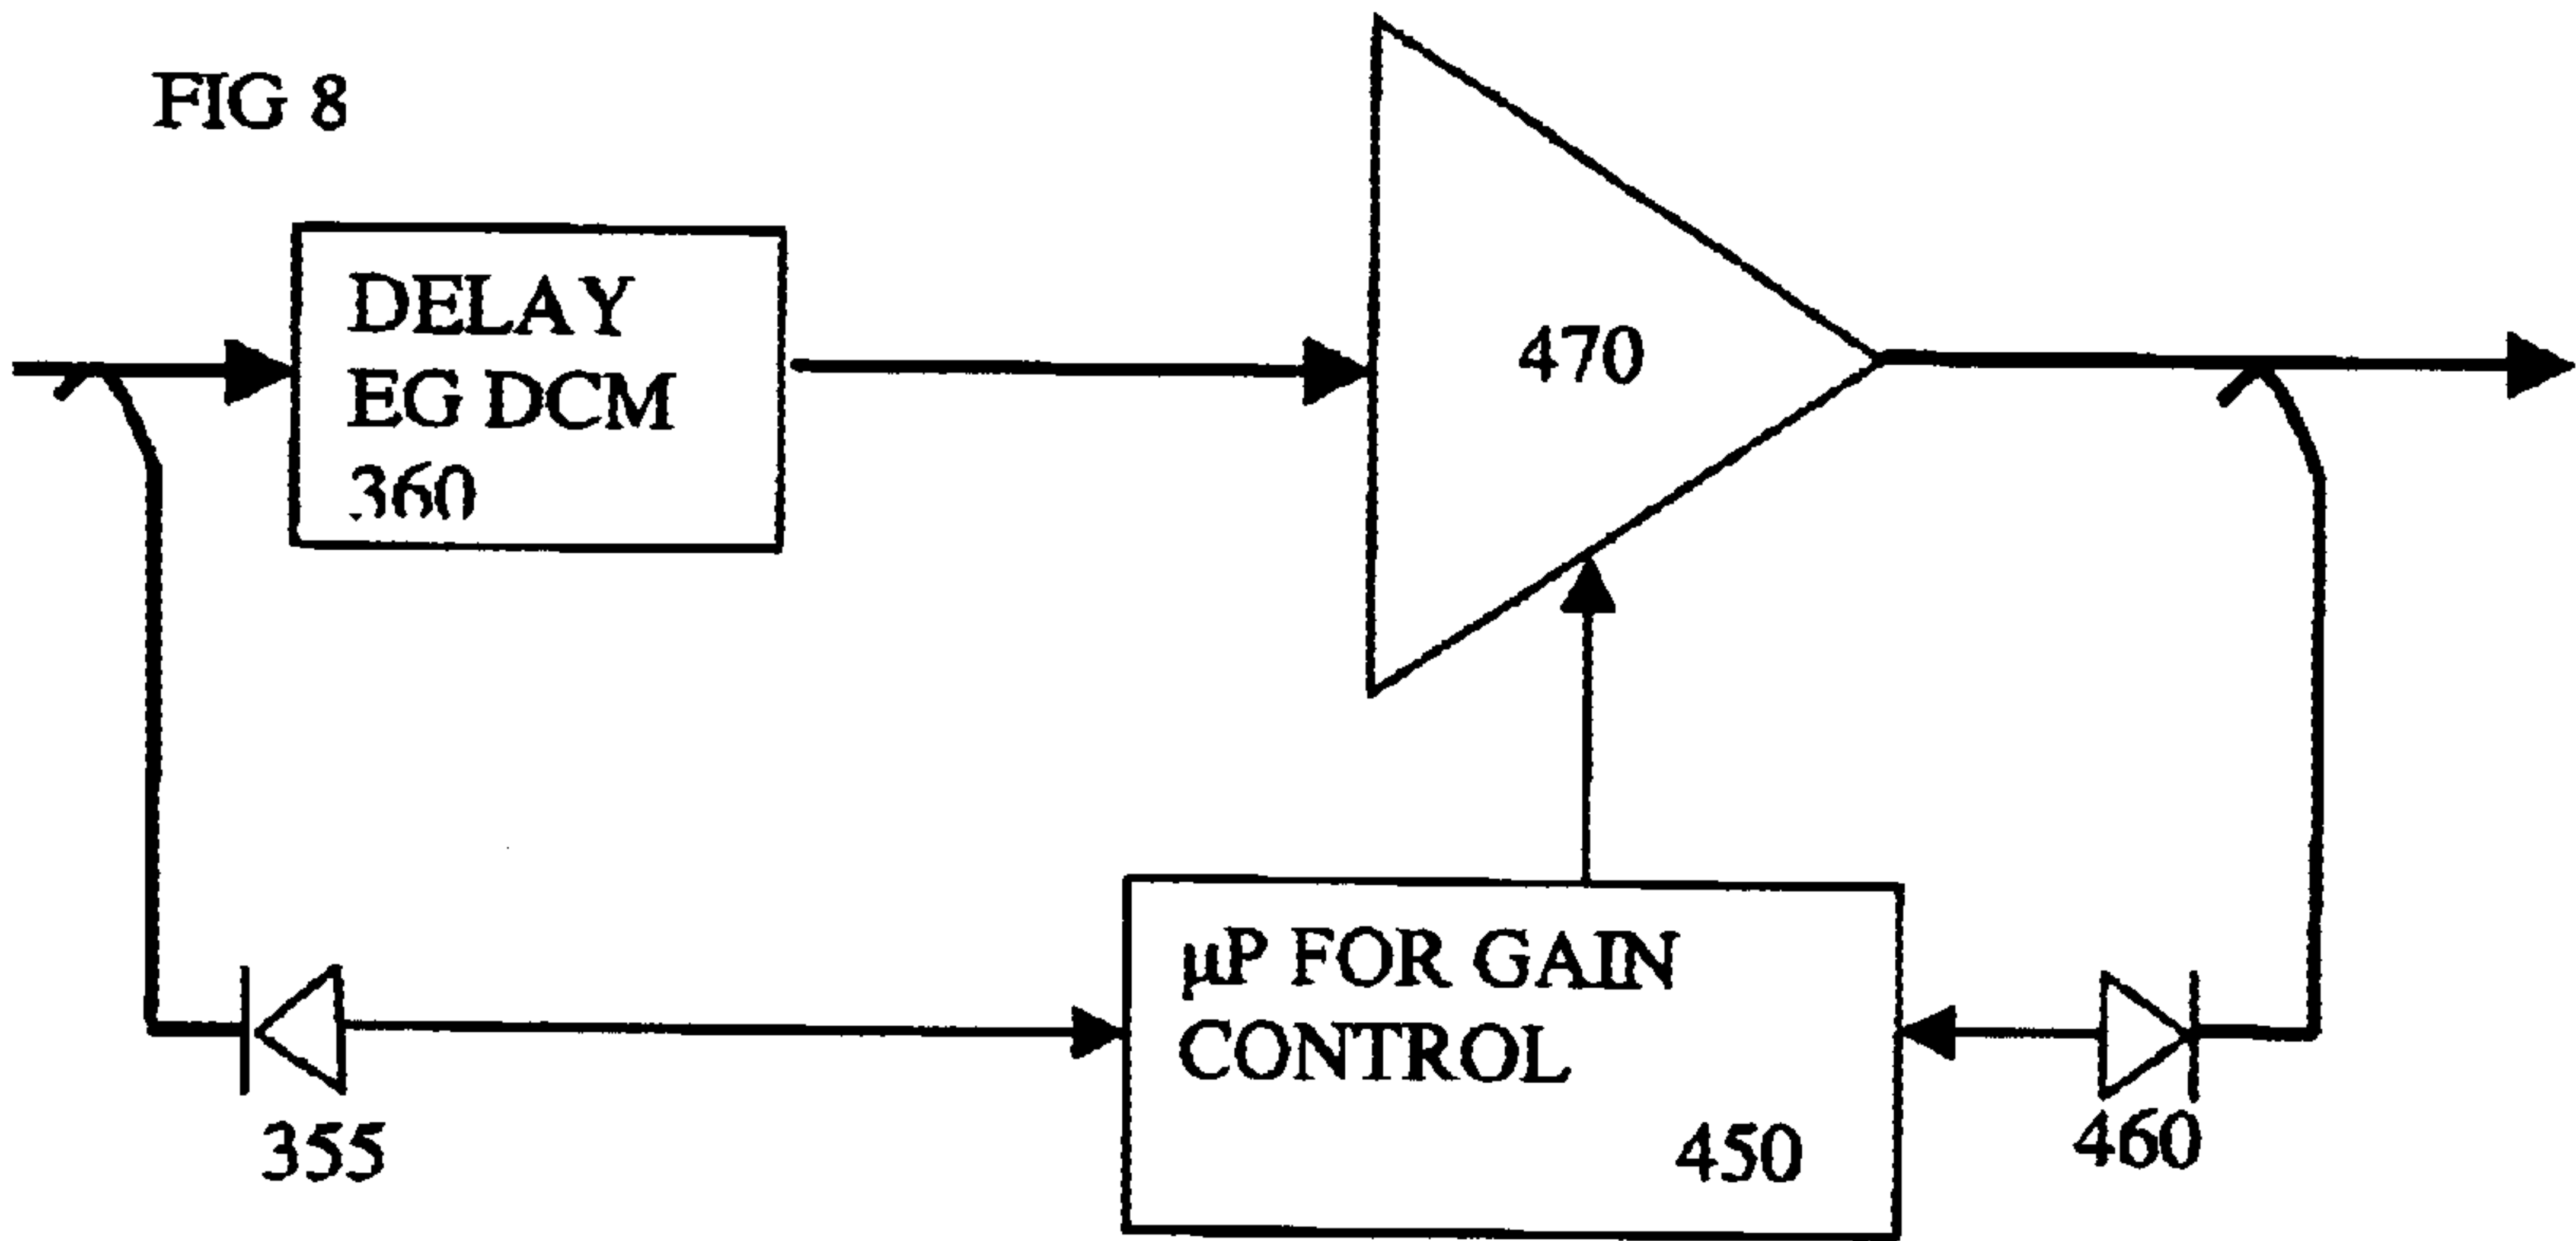 FIG 8
DELAY
EG DCM
360
470
μP FOR GAIN
CONTROL
450
355
460